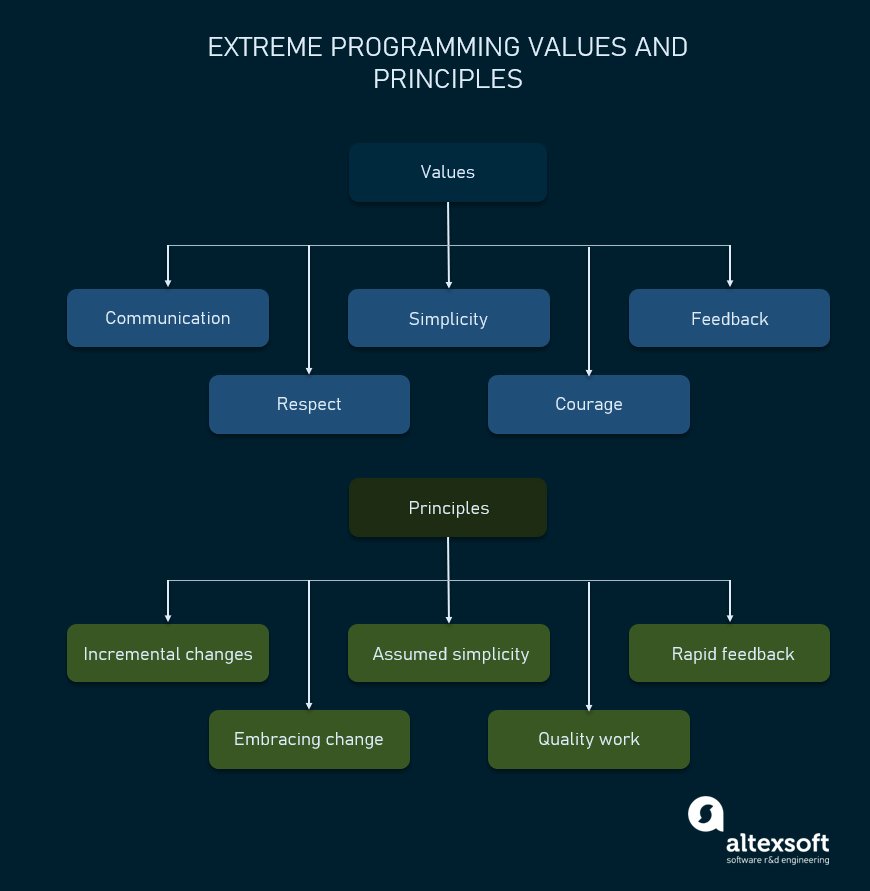 EXTREME PROGRAMMING VALUES AND
PRINCIPLES
Values
Communication
Simplicity
Feedback
Respect
Courage
Principles
Incremental changes
Assumed simplicity
Rapid feedback
Embracing change
Quality work
altexsoft
software r&d engineering